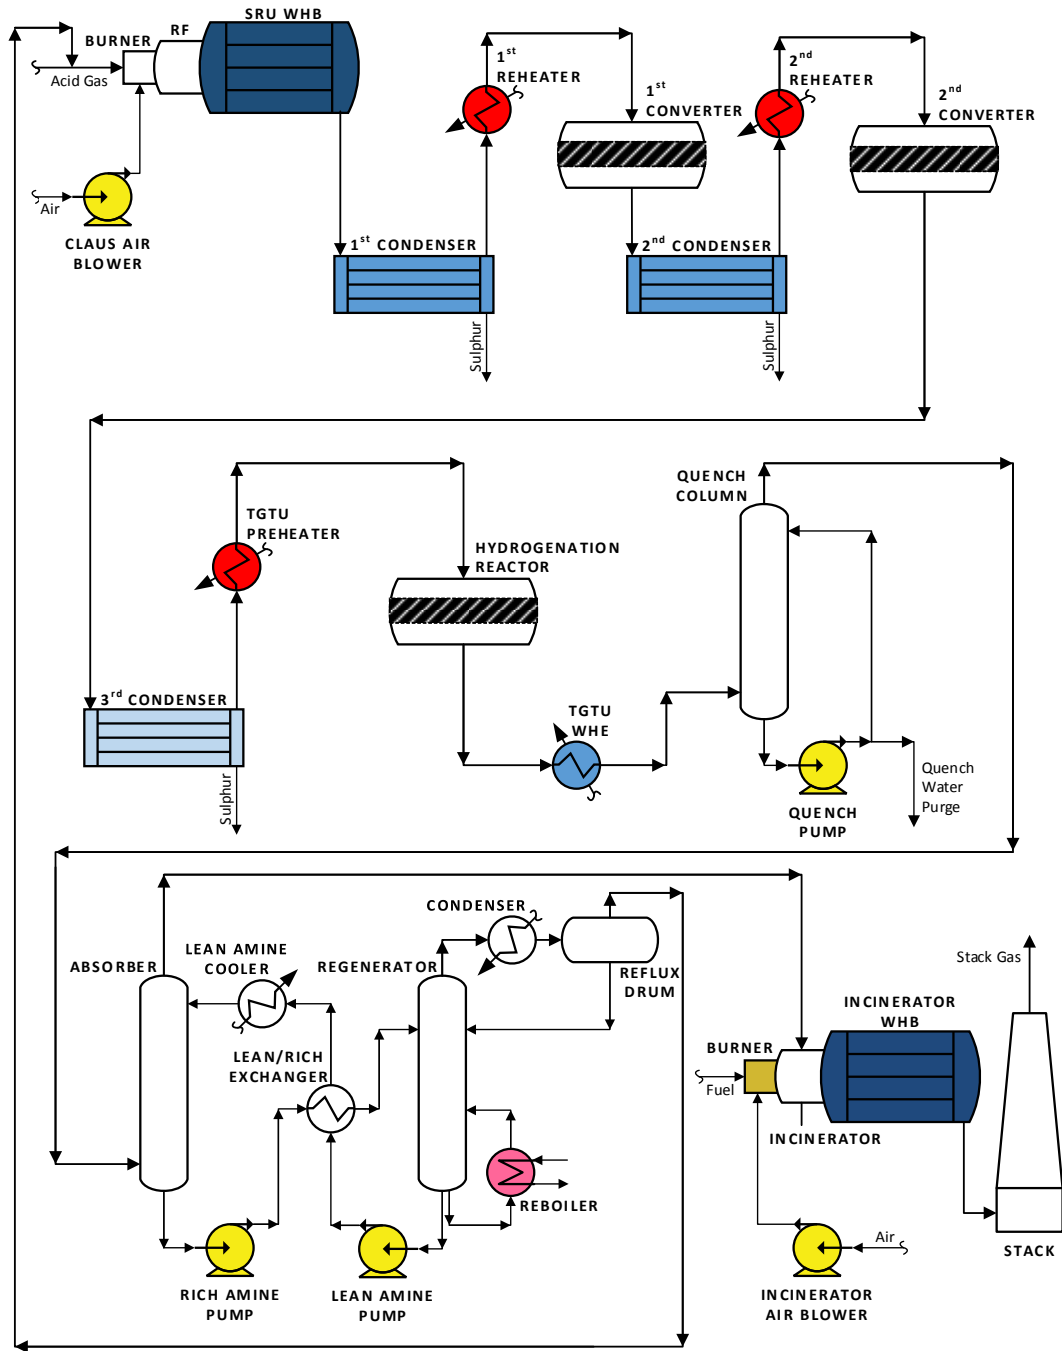 SRU WHB
RF
BURNER
Acid Gas
Air
CLAUS AIR
BLOWER
1st
REHEATER
1st
CONVERTER
2nd
REHEATER
2nd
CONVERTER
1st CONDENSER
2nd CONDENSER
Sulphur
Sulphur
TGTU
PREHEATER
HYDROGENATION
REACTOR
QUENCH
COLUMN
3rd CONDENSER
TGTU
WHE
Sulphur
QUENCH
PUMP
Quench
Water
Purge
CONDENSER
ABSORBER
LEAN AMINE
COOLER
REGENERATOR
REFLUX
DRUM
Stack Gas
INCINERATOR
WHB
LEAN/RICH
EXCHANGER
BURNER
Fuel
INCINERATOR
REBOILER
Air
STACK
RICH AMINE
PUMP
LEAN AMINE
PUMP
INCINERATOR
AIR BLOWER